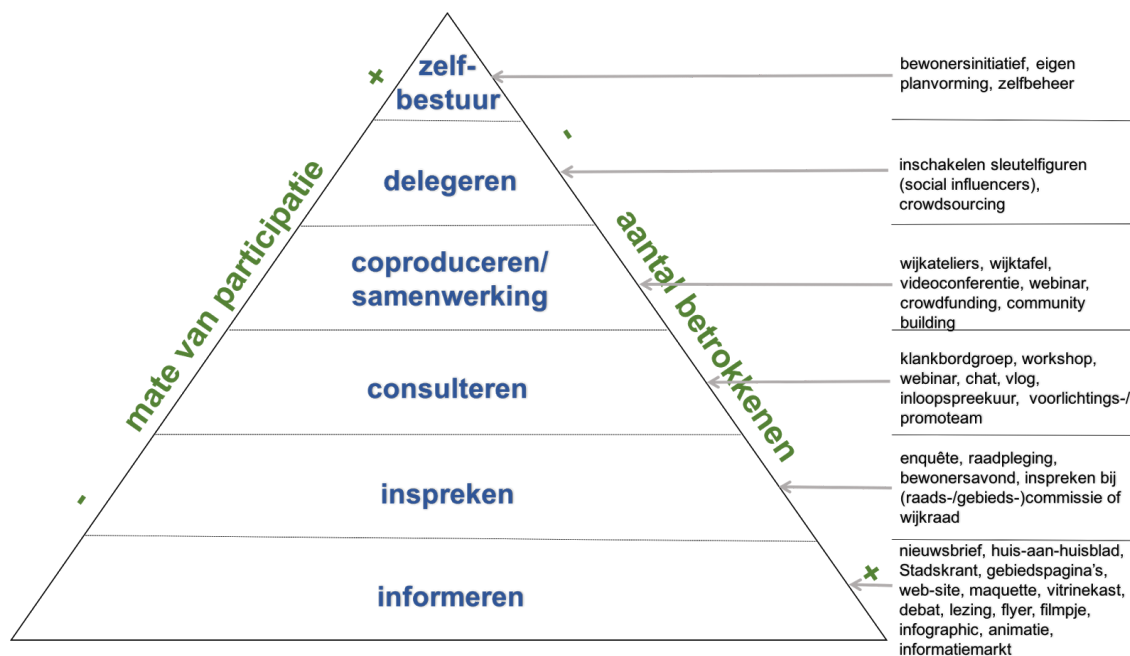 zelf-
bestuur
bewonersinitiatief, eigen
planvorming, zelfbeheer
delegeren
inschakelen sleutelfiguren
(social influencers),
crowdsourcing
coproduceren/
samenwerking
wijkateliers, wijktafel,
videoconferentie, webinar,
crowdfunding, community
building
consulteren
klankbordgroep, workshop,
webinar, chat, vlog,
inloopspreekuur, voorlichtings-/
promoteam
inspreken
enquête, raadpleging,
bewonersavond, inspreken bij
(raads-/gebieds-)commissie of
wijkraad
informeren
nieuwsbrief, huis-aan-huisblad,
Stadskrant, gebiedspagina’s,
web-site, maquette, vitrinekast,
debat, lezing, flyer, filmpje,
infographic, animatie,
informatiemarkt
- mate van participatie +
- aantal betrokkenen +